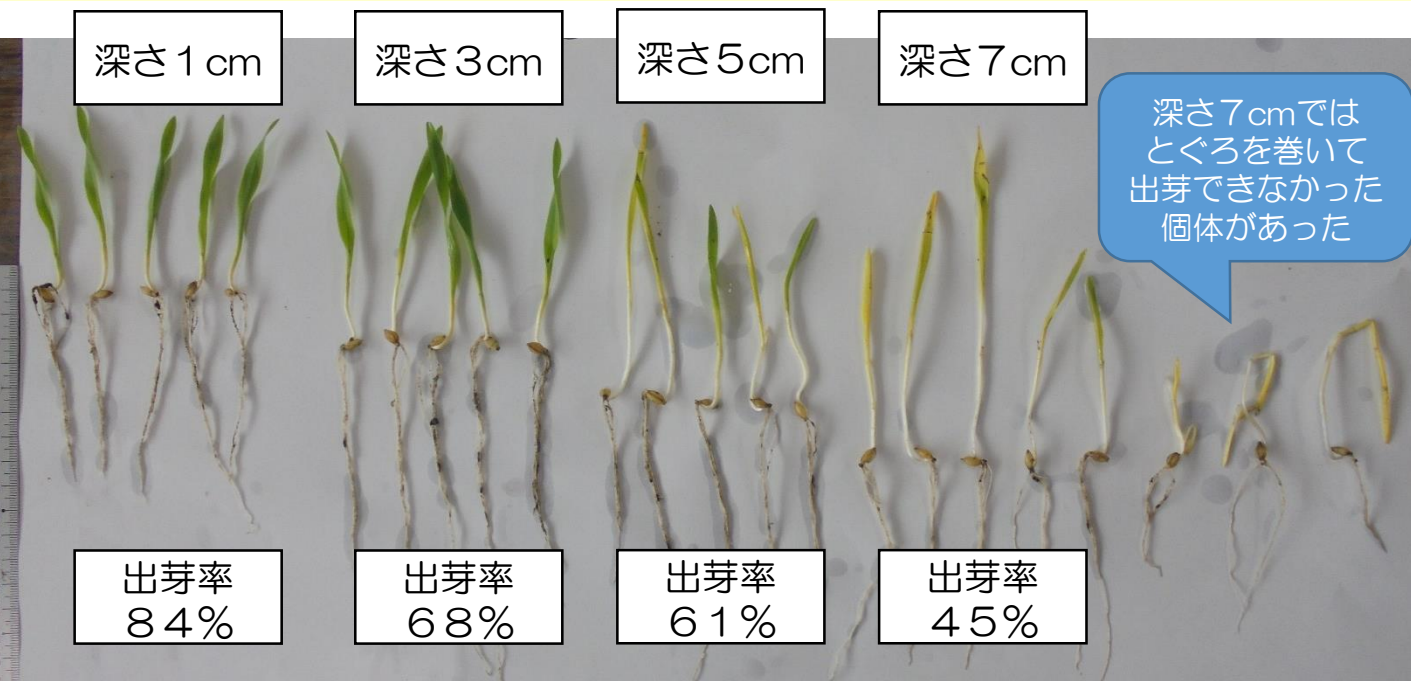 深さ1cm
深さ3cm
深さ5cm
深さ7cm
深さ7cmでは
とぐろを巻いて
出芽できなかった
個体があった
出芽率
84%
出芽率
68%
出芽率
61%
出芽率
45%